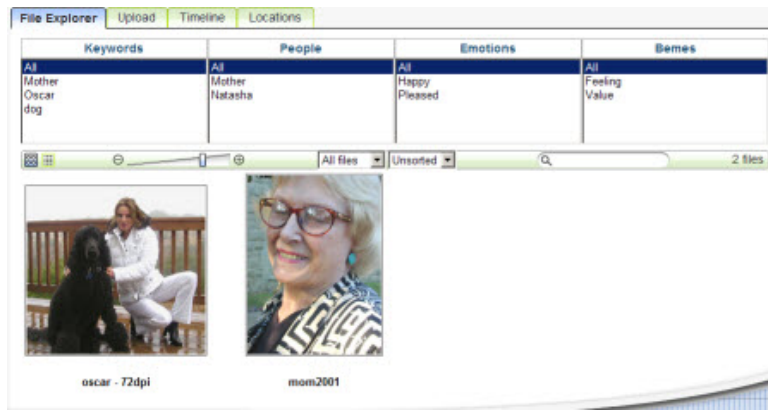 File Explorer Upload Timeline Locations
Keywords People Emotions Bemes
All All All All
Mother Mother Happy Feeling
Oscar Natasha Pleased Value
dog
All files Unsorted 2 files
oscar - 72dpi mom2001